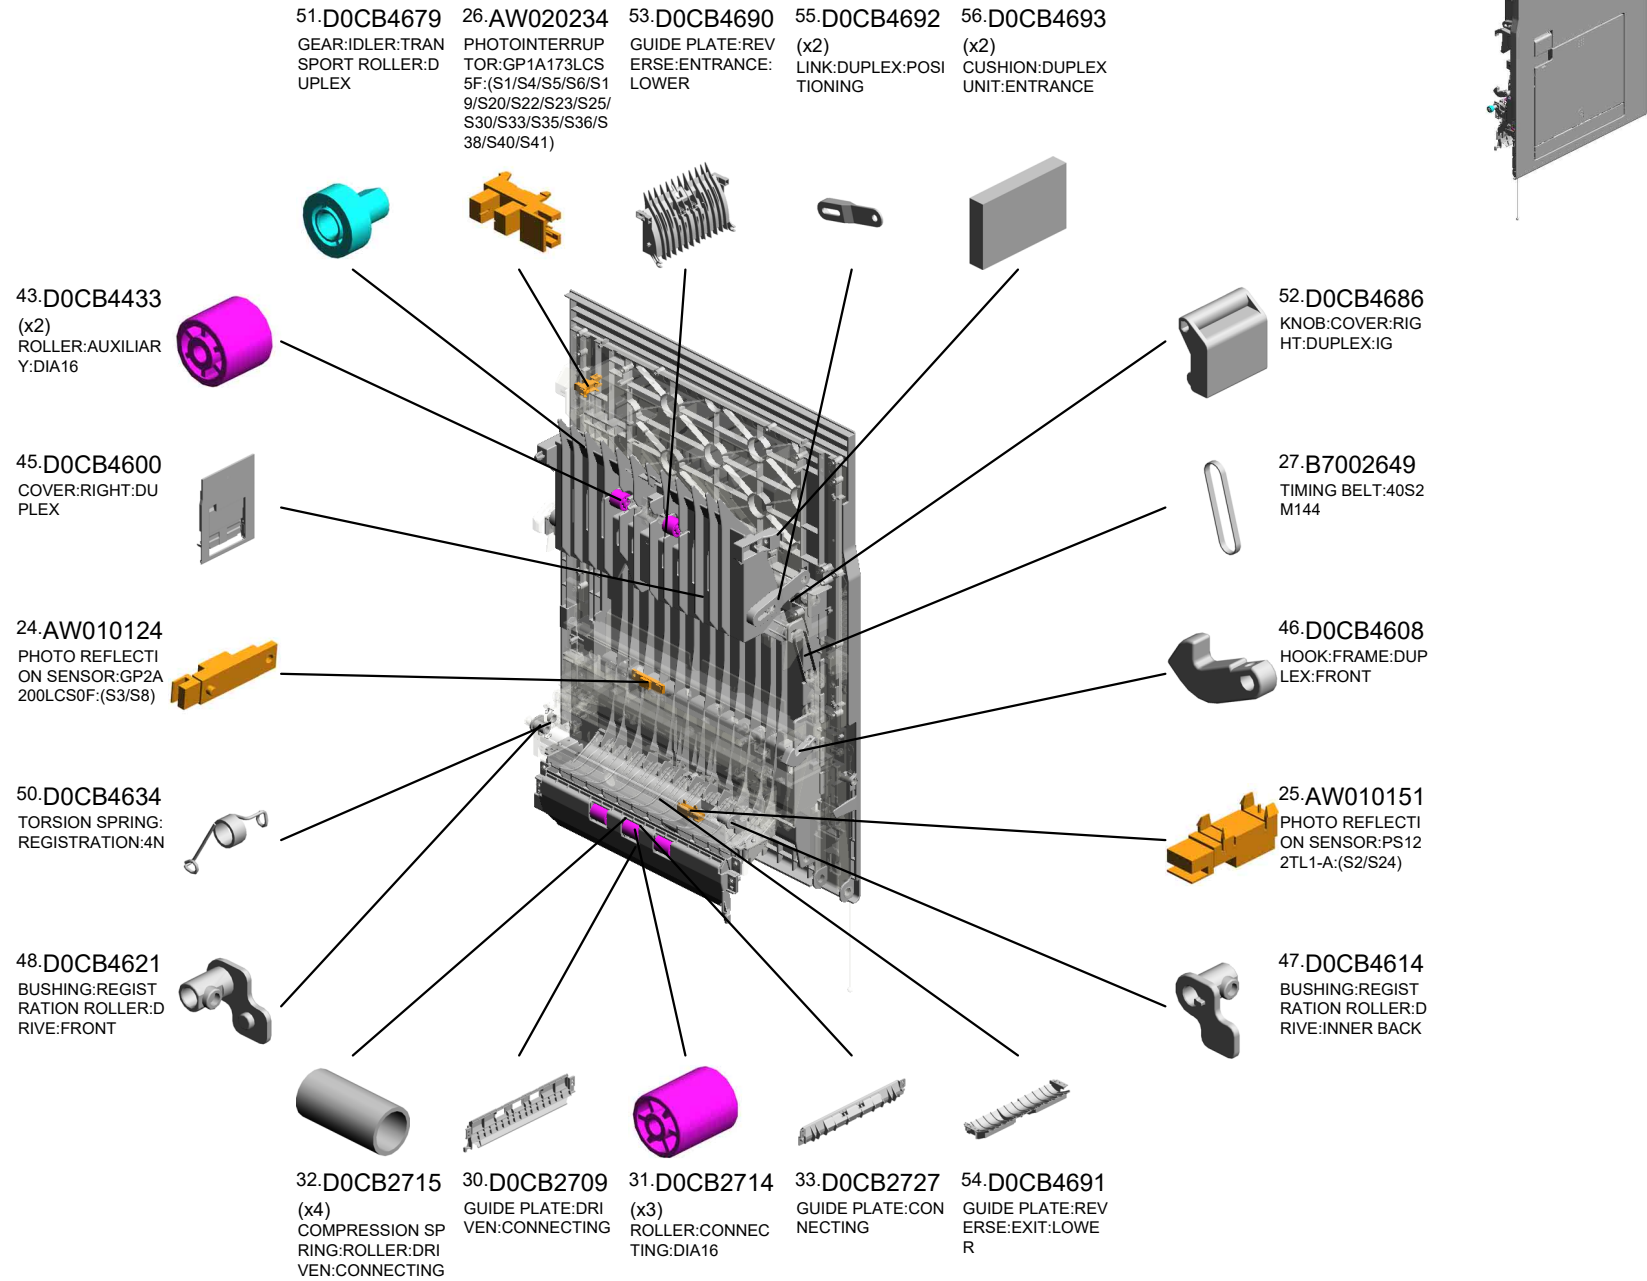 51.D0CB4679
GEAR:IDLER:TRAN
SPORT ROLLER:D
UPLEX
26.AW020234
PHOTOINTERRUP
TOR:GP1A173LCS
5F:(S1/S4/S5/S6/S1
9/S20/S22/S23/S25/
S30/S33/S35/S36/S
38/S40/S41)
53.D0CB4690
GUIDE PLATE:REV
ERSE:ENTRANCE:
LOWER
55.D0CB4692
(x2)
LINK:DUPLEX:POSI
TIONING
56.D0CB4693
(x2)
CUSHION:DUPLEX
UNIT:ENTRANCE
43.D0CB4433
(x2)
ROLLER:AUXILIAR
Y:DIA16
52.D0CB4686
KNOB:COVER:RIG
HT:DUPLEX:IG
45.D0CB4600
COVER:RIGHT:DU
PLEX
27.B7002649
TIMING BELT:40S2
M144
24.AW010124
PHOTO REFLECTI
ON SENSOR:GP2A
200LCS0F:(S3/S8)
46.D0CB4608
HOOK:FRAME:DUP
LEX:FRONT
50.D0CB4634
TORSION SPRING:
REGISTRATION:4N
25.AW010151
PHOTO REFLECTI
ON SENSOR:PS12
2TL1-A:(S2/S24)
48.D0CB4621
BUSHING:REGIST
RATION ROLLER:D
RIVE:FRONT
47.D0CB4614
BUSHING:REGIST
RATION ROLLER:D
RIVE:INNER BACK
32.D0CB2715
(x4)
COMPRESSION SP
RING:ROLLER:DRI
VEN:CONNECTING
30.D0CB2709
GUIDE PLATE:DRI
VEN:CONNECTING
31.D0CB2714
(x3)
ROLLER:CONNEC
TING:DIA16
33.D0CB2727
GUIDE PLATE:CON
NECTING
54.D0CB4691
GUIDE PLATE:REV
ERSE:EXIT:LOWE
R